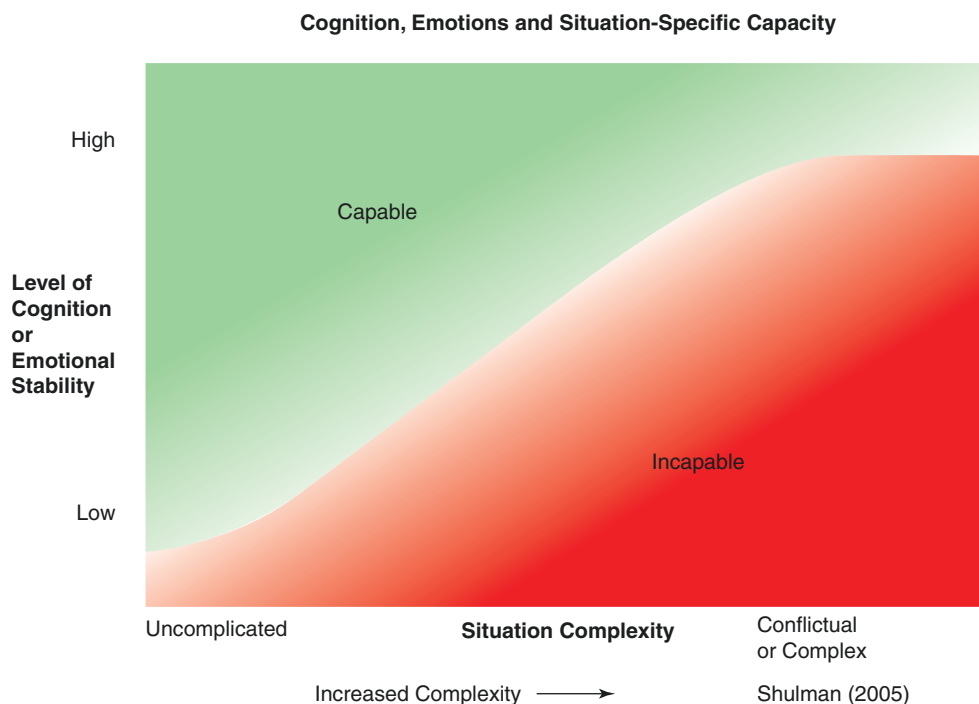 Cognition, Emotions and Situation-Specific Capacity
High
Capable
Level of
Cognition
or
Emotional
Stability
Incapable
Low
Uncomplicated
Situation Complexity
Conflictual
or Complex
Increased Complexity
Shulman (2005)